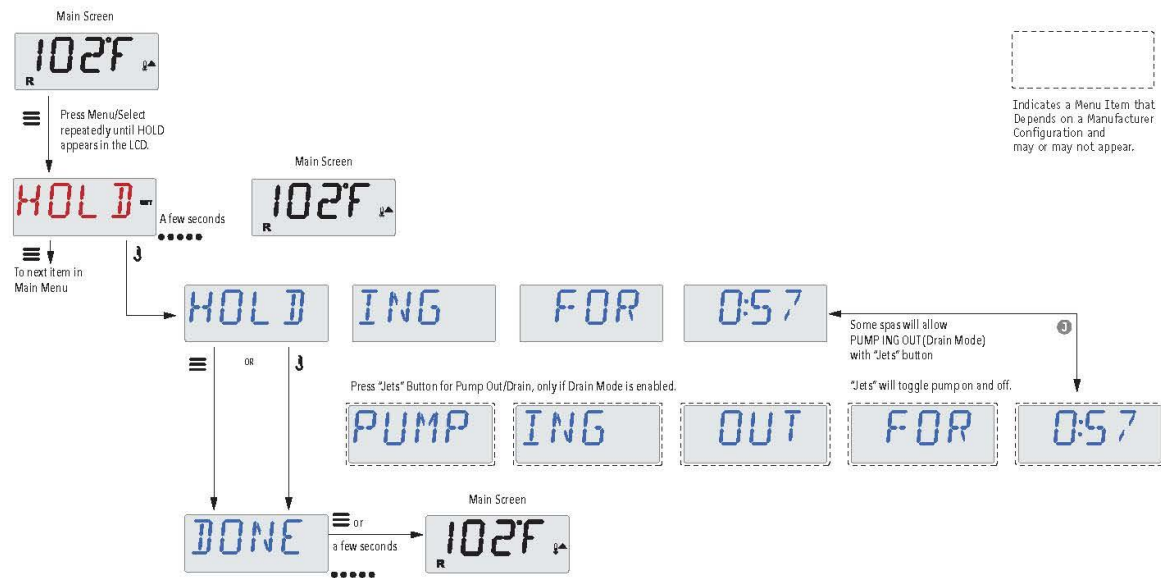 Main Screen
102°F
R
Press Menu/Select
repeatedly until HOLD
appears in the LCD.
Indicates a Menu Item that
Depends on a Manufacturer
Configuration and
may or may not appear.
HOLD SET
A few seconds
Main Screen
102°F
R
To next item in
Main Menu
HOLD ING FOR 0:57
OR
Some spas will allow
PUMP ING OUT (Drain Mode)
with "Jets" button
J
Press "Jets" Button for Pump Out/Drain, only if Drain Mode is enabled.
"Jets" will toggle pump on and off.
PUMP ING OUT FOR 0:57
DONE
or
a few seconds
Main Screen
102°F
R